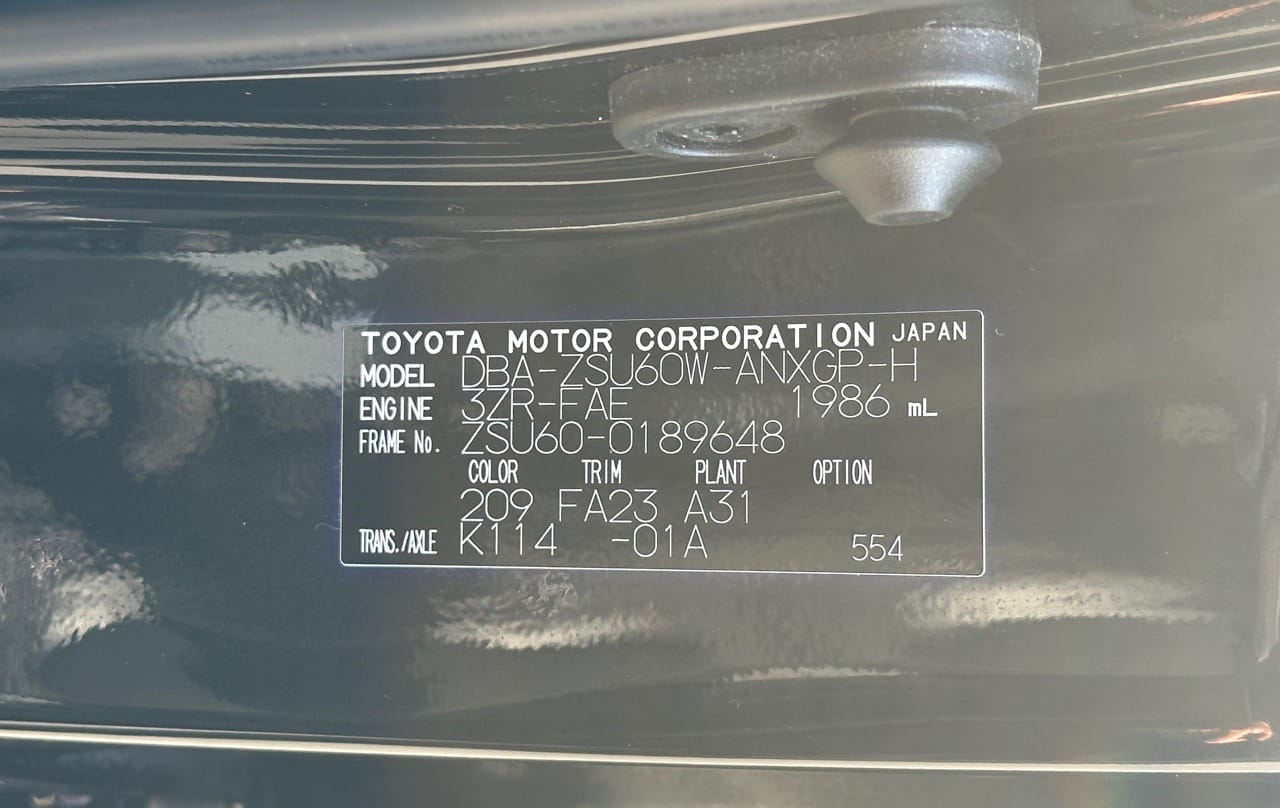 TOYOTA MOTOR CORPORATION JAPAN
MODEL DBA-ZSU60W-ANXGP-H
ENGINE 3ZR-FAE 1986 mL
FRAME No. ZSU60-0189648
COLOR TRIM PLANT OPTION
209 FA23 A31
TRANS./AXLE K114 -01A 554